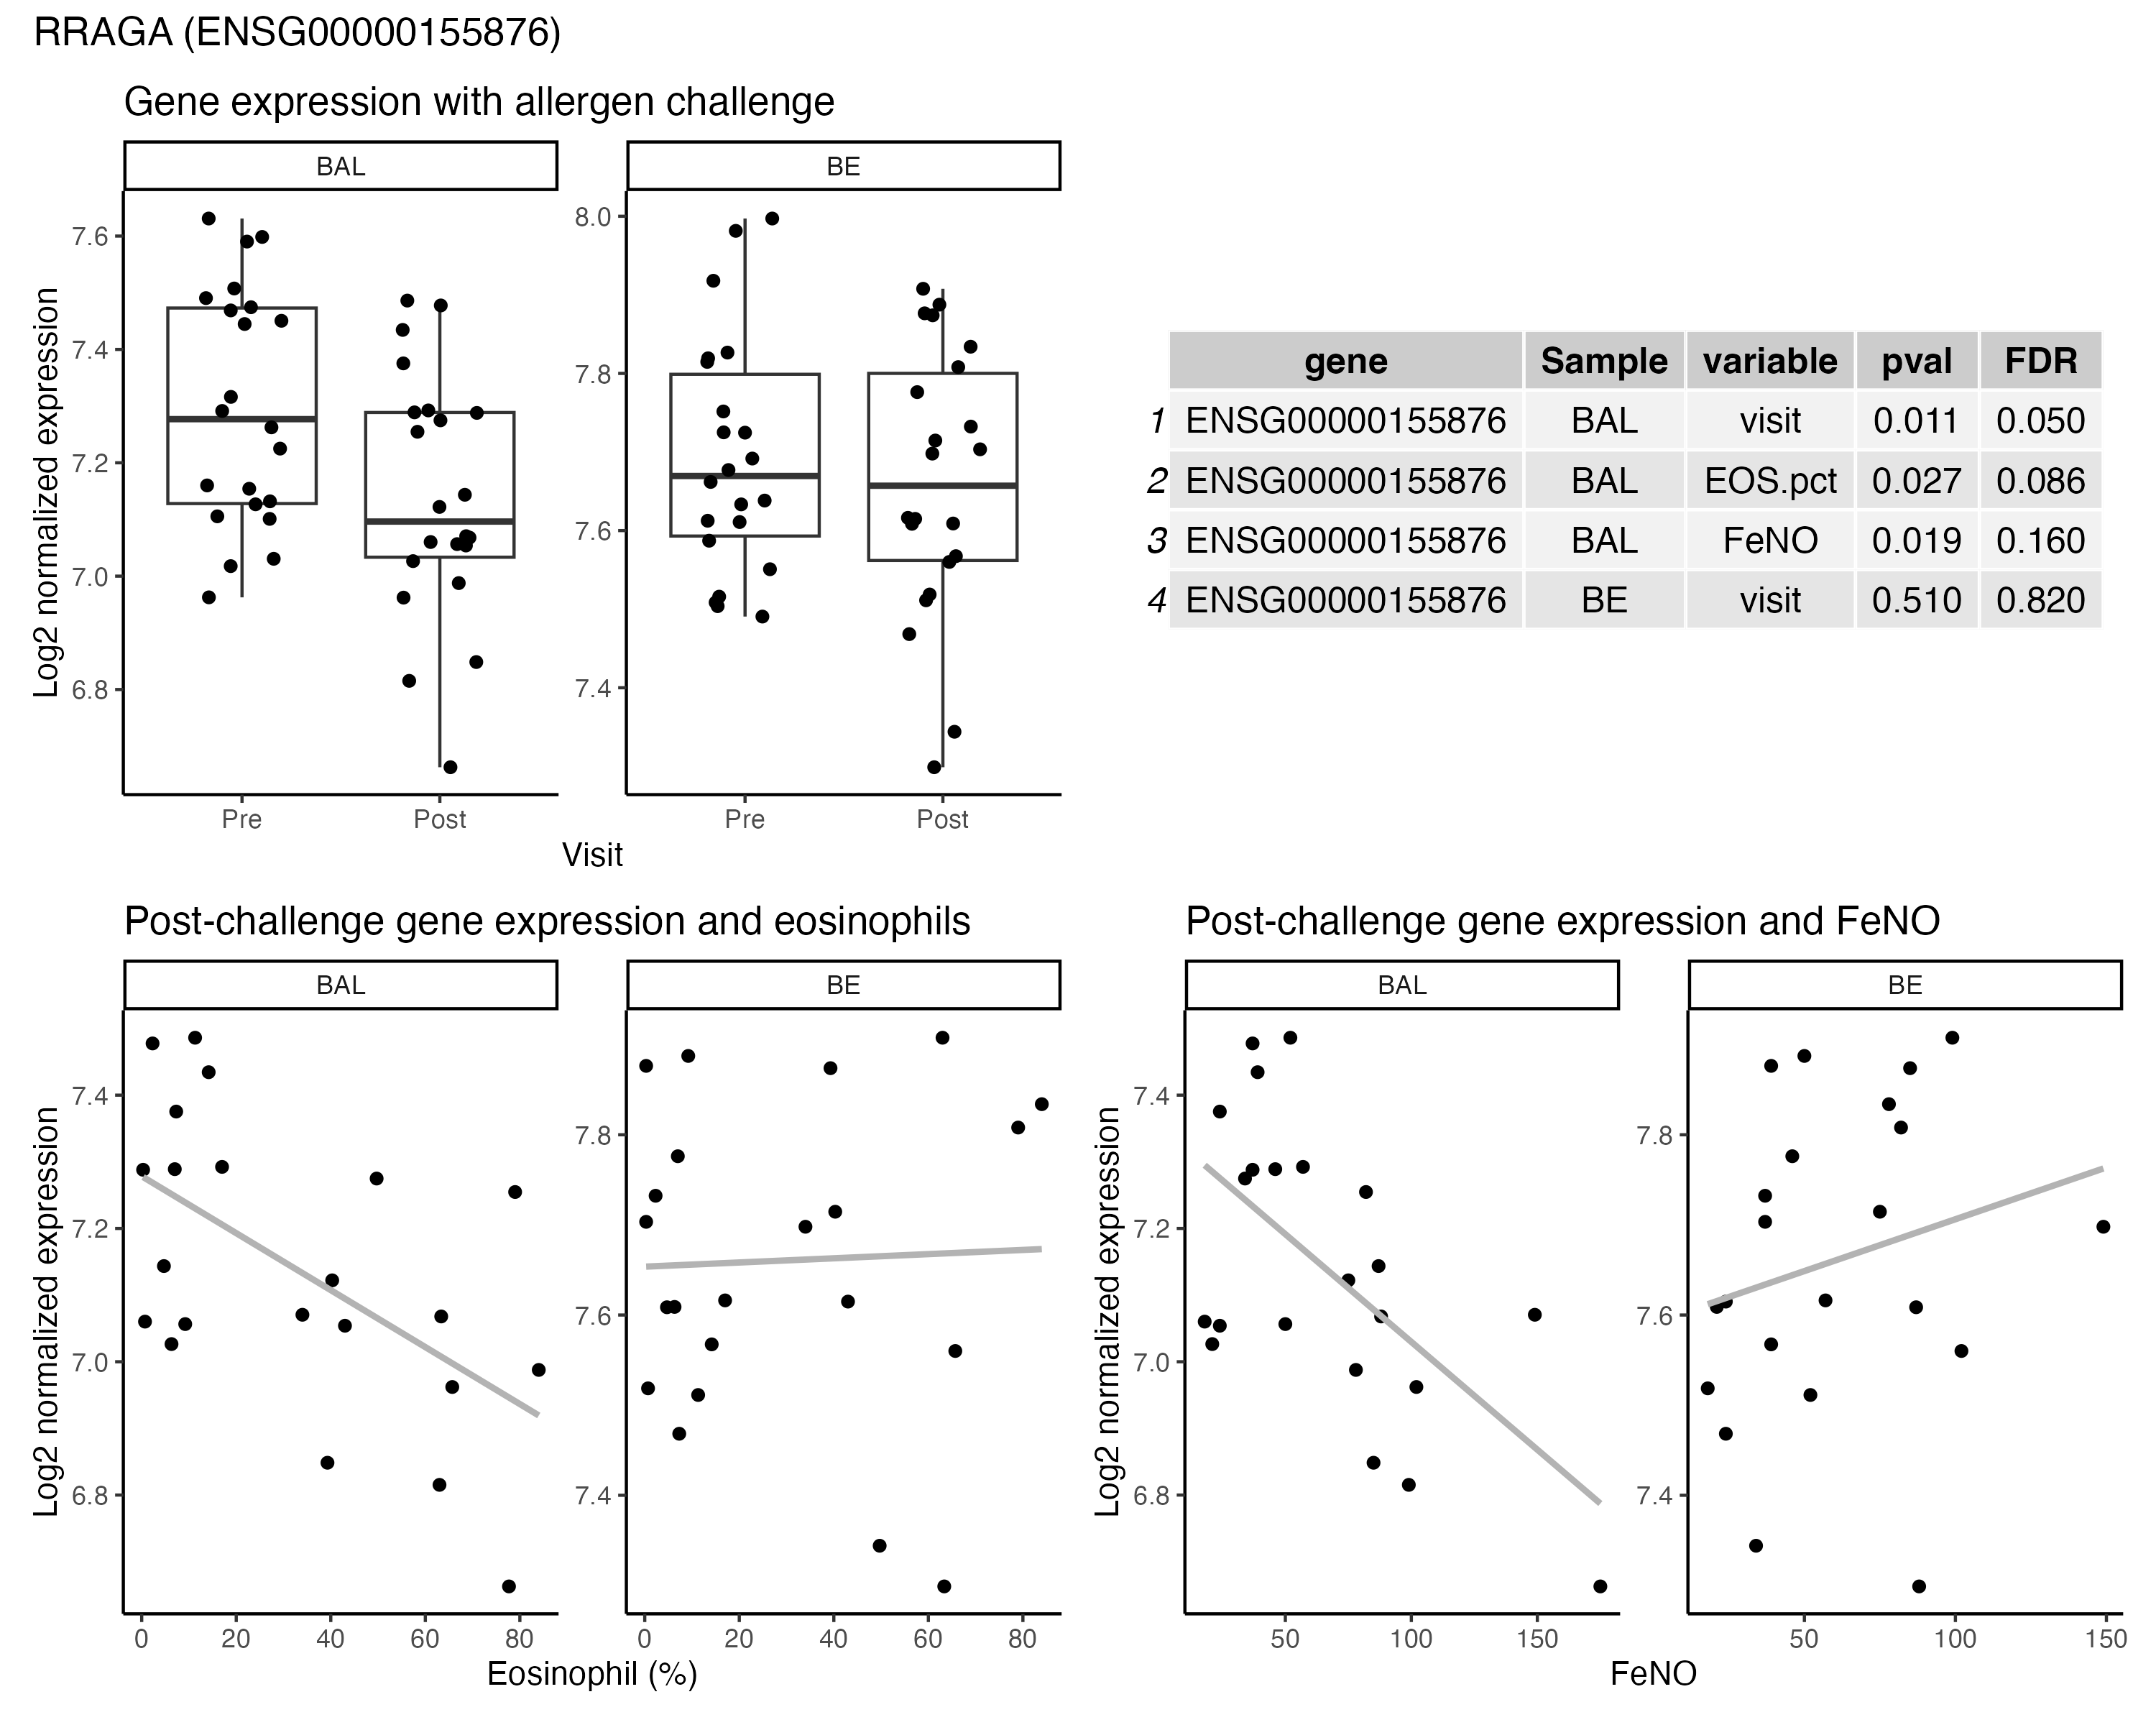 RRAGA (ENSG00000155876)
Gene expression with allergen challenge
BAL
BE
Log2 normalized expression
7.6
7.4
7.2
7.0
6.8
8.0
7.8
7.6
7.4
Pre
Post
Pre
Post
Visit
gene Sample variable pval FDR
1 ENSG00000155876 BAL visit 0.011 0.050
2 ENSG00000155876 BAL EOS.pct 0.027 0.086
3 ENSG00000155876 BAL FeNO 0.019 0.160
4 ENSG00000155876 BE visit 0.510 0.820
Post-challenge gene expression and eosinophils
BAL
BE
Log2 normalized expression
7.4
7.2
7.0
6.8
7.8
7.6
7.4
0 20 40 60 80
0 20 40 60 80
Eosinophil (%)
Post-challenge gene expression and FeNO
BAL
BE
Log2 normalized expression
7.4
7.2
7.0
6.8
7.8
7.6
7.4
50 100 150
50 100 150
FeNO